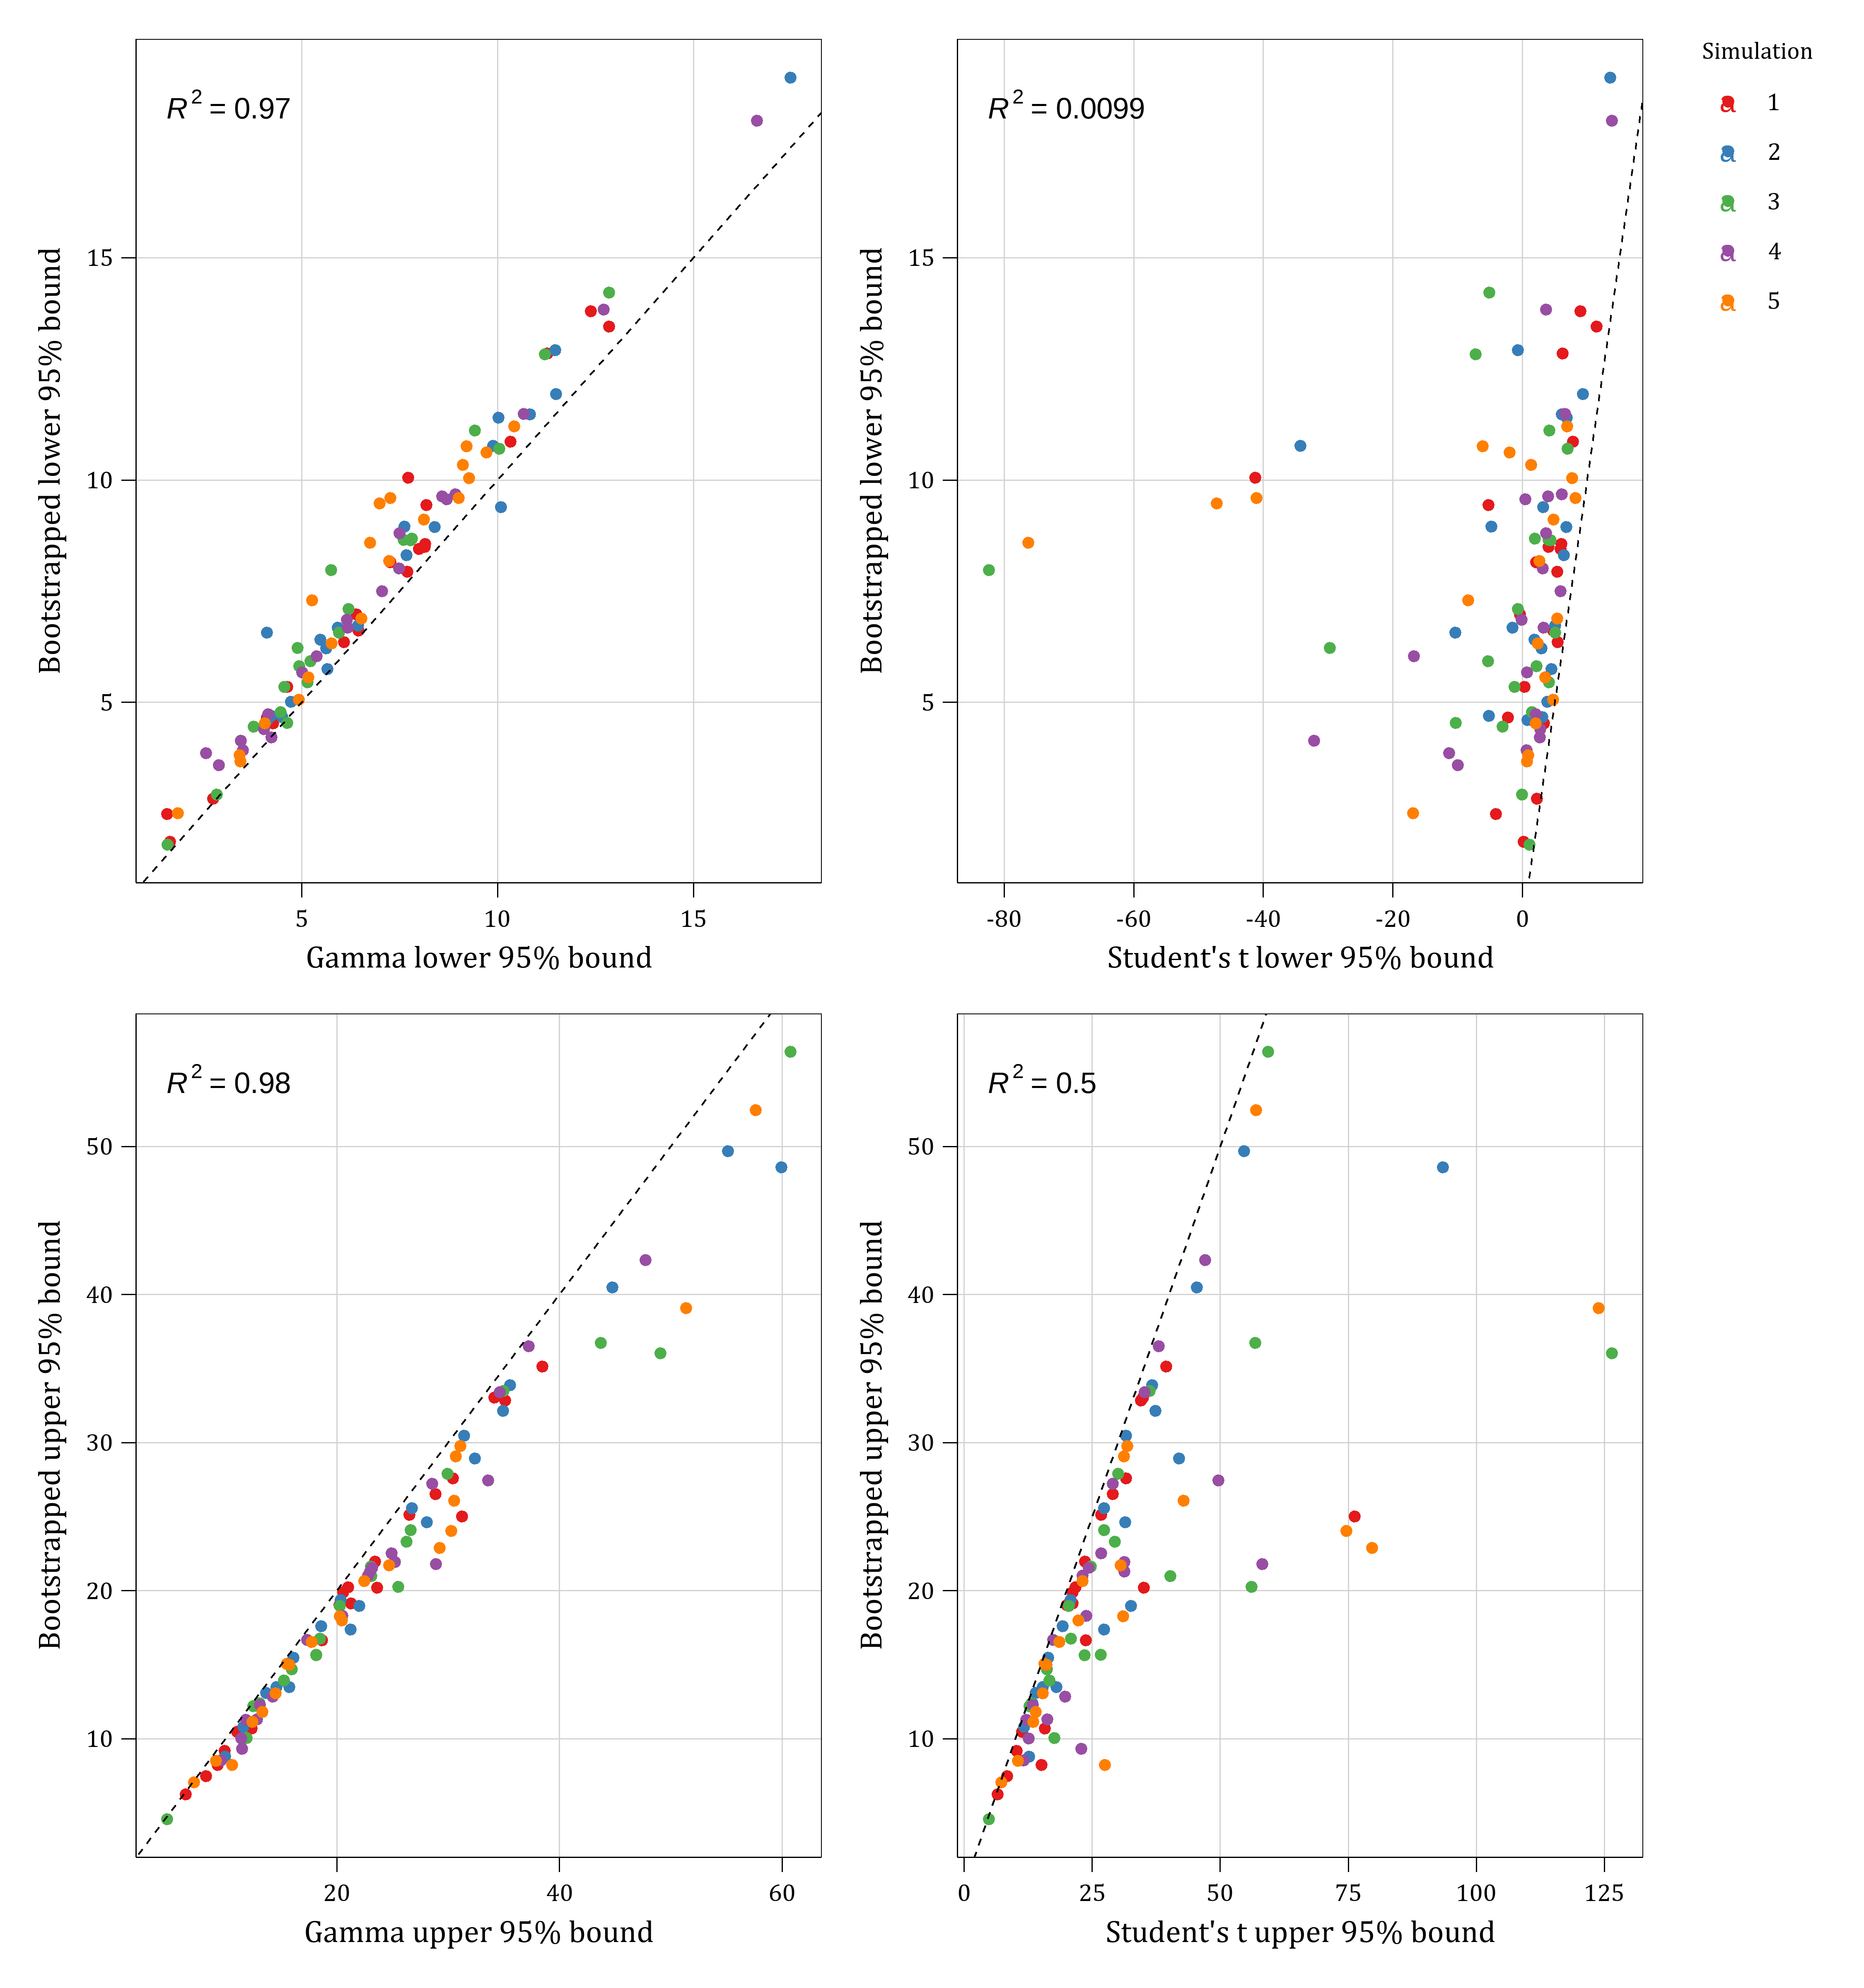 R² = 0.97
15
10
5
Bootstrapped lower 95% bound
5 10 15
Gamma lower 95% bound
R² = 0.0099
15
10
5
Bootstrapped lower 95% bound
-80 -60 -40 -20 0
Student's t lower 95% bound
Simulation
a 1
a 2
a 3
a 4
a 5
R² = 0.98
50
40
30
20
10
Bootstrapped upper 95% bound
20 40 60
Gamma upper 95% bound
R² = 0.5
50
40
30
20
10
Bootstrapped upper 95% bound
0 25 50 75 100 125
Student's t upper 95% bound